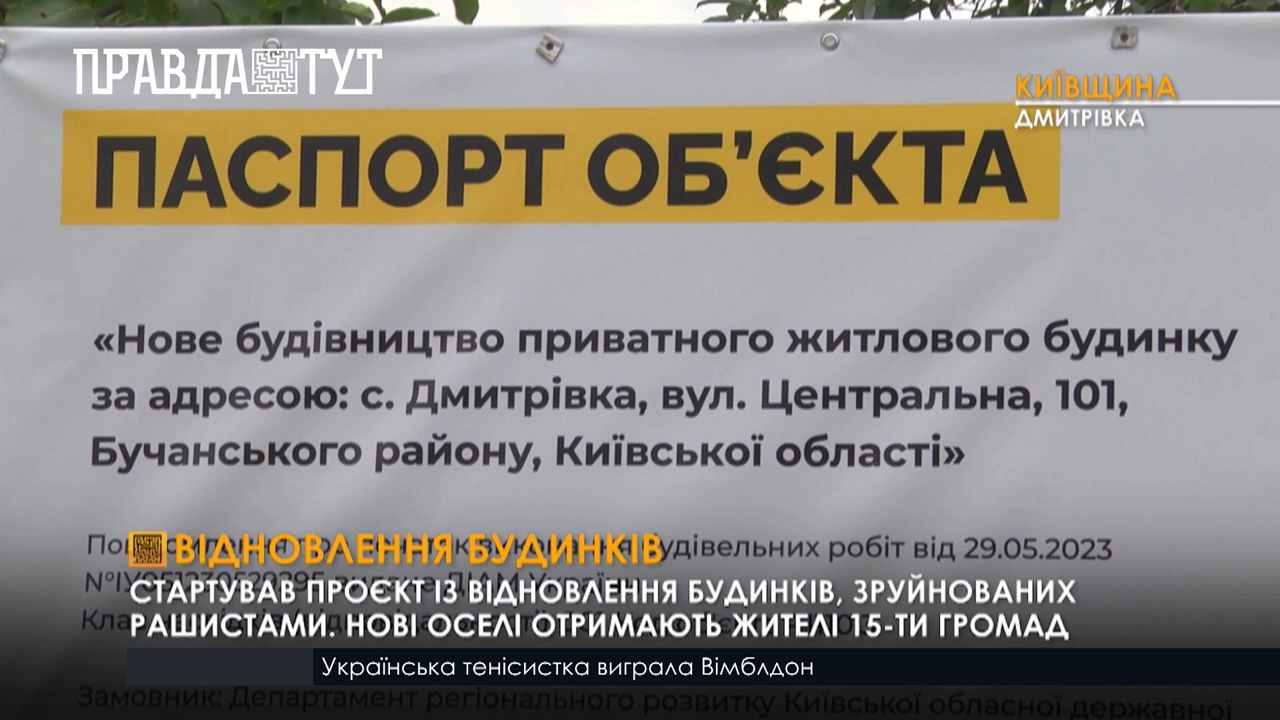 ПРАВДА ТУТ
КИЇВЩИНА
ДМИТРІВКА
ПАСПОРТ ОБ’ЄКТА
«Нове будівництво приватного житлового будинку
за адресою: с. Дмитрівка, вул. Центральна, 101,
Бучанського району, Київської області»
ВІДНОВЛЕННЯ БУДИНКІВ
будівельних робіт від 29.05.2023
СТАРТУВАВ ПРОЄКТ ІЗ ВІДНОВЛЕННЯ БУДИНКІВ, ЗРУЙНОВАНИХ
РАШИСТАМИ. НОВІ ОСЕЛІ ОТРИМАЮТЬ ЖИТЕЛІ 15-ТИ ГРОМАД
Українська тенісистка виграла Вімблдон
Замовник: Департамент регіонального розвитку Київської обласної державної